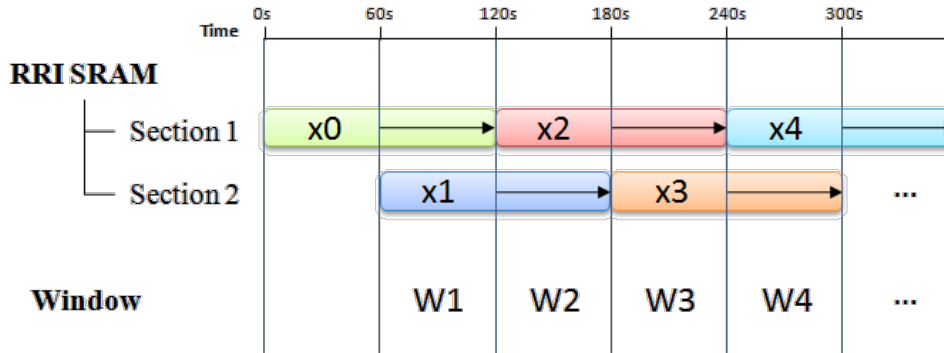 0s 60s 120s 180s 240s 300s
Time
RRI SRAM
Section 1 x0 x2 x4
Section 2 x1 x3 ...
Window W1 W2 W3 W4 ...